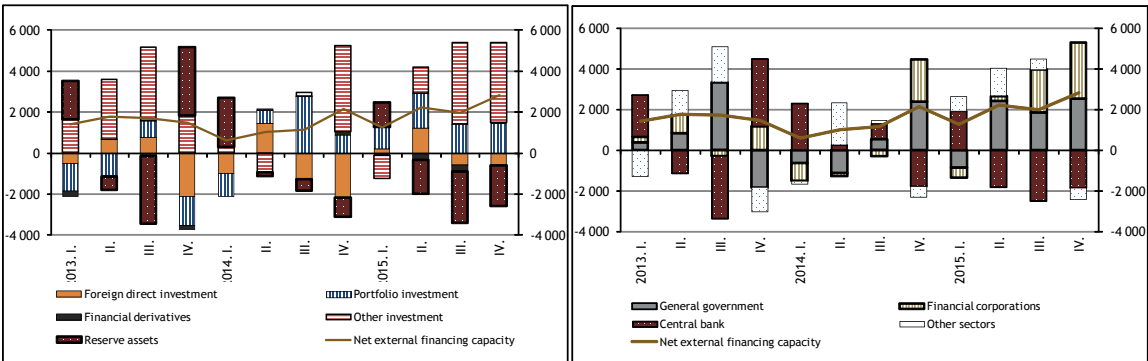 6 000 6 000 6 000 6 000
4 000 4 000 4 000 4 000
2 000 2 000 2 000 2 000
0 0 0 0
-2 000 -2 000 -2 000 -2 000
-4 000 -4 000 -4 000 -4 000
2013. I. II. III. IV. 2014. I. II. III. IV. 2015. I. II. III. IV.
2013. I. II. III. IV. 2014. I. II. III. IV. 2015. I. II. III. IV.
Foreign direct investment Portfolio investment
Financial derivatives Other investment
Reserve assets Net external financing capacity
General government Financial corporations
Central bank Other sectors
Net external financing capacity